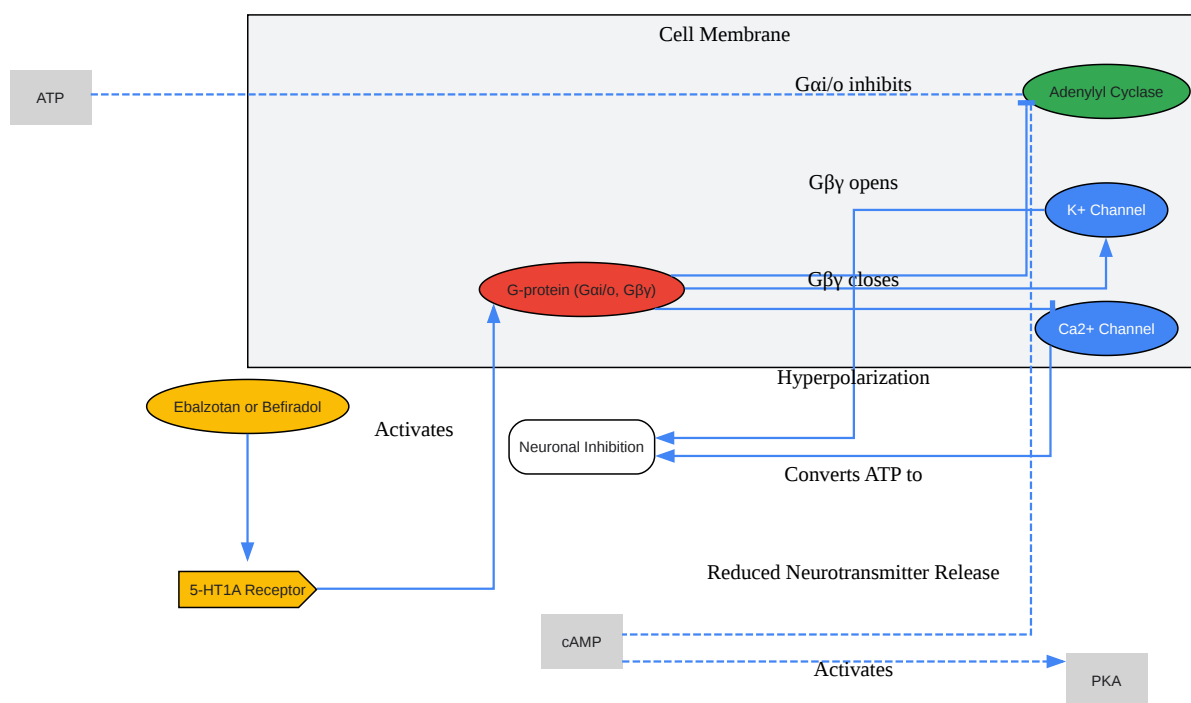 Cell Membrane
Gαi/o inhibits
Adenylyl Cyclase
ATP
Gβγ opens
K+ Channel
Gβγ closes
G-protein (Gαi/o, Gβγ)
Ca2+ Channel
Hyperpolarization
Ebalzotan or Befiradol
Activates
Neuronal Inhibition
Converts ATP to
Reduced Neurotransmitter Release
5-HT1A Receptor
cAMP
Activates
PKA